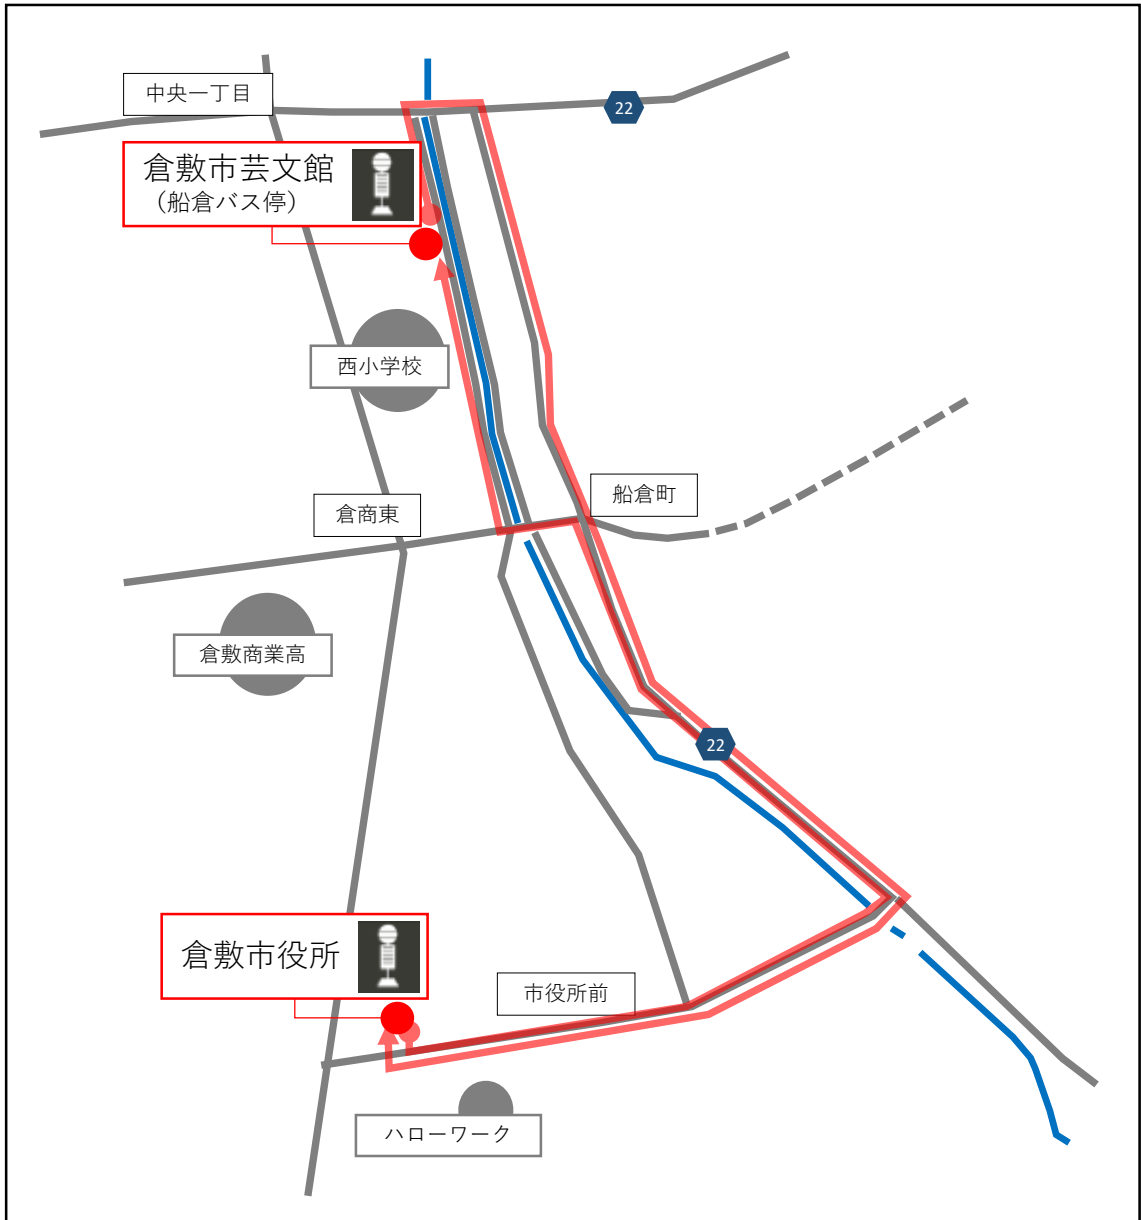 中央一丁目
22
倉敷市芸文館
（船倉バス停）
西小学校
船倉町
倉商東
倉敷商業高
22
倉敷市役所
市役所前
ハローワーク